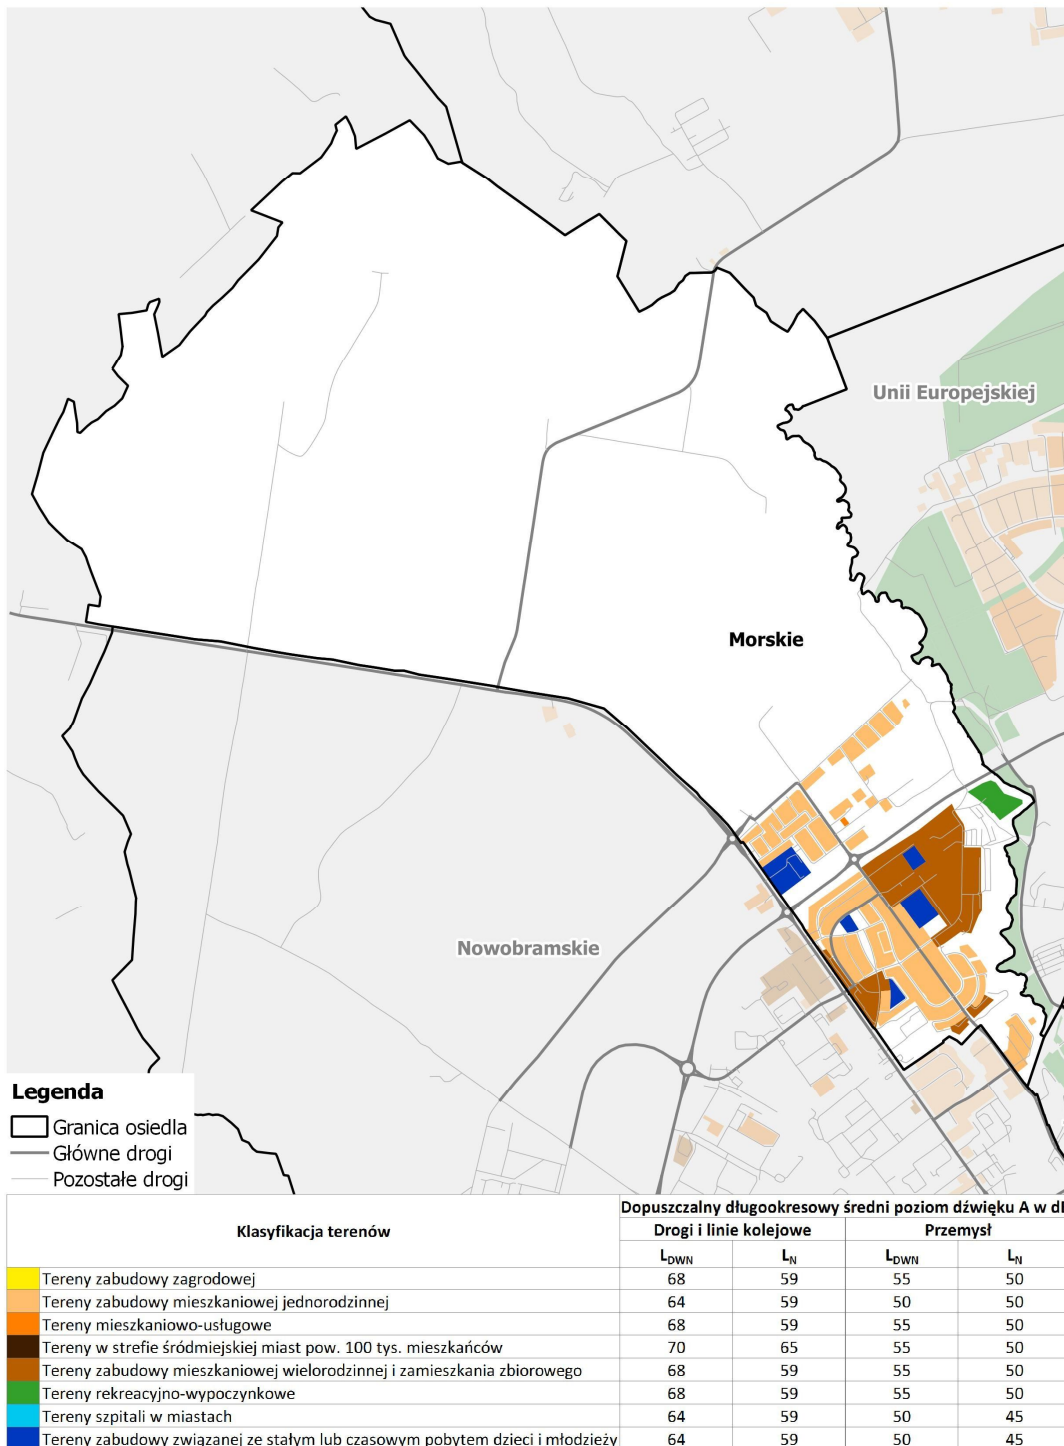 Unii Europejskiej
Morskie
Nowobramskie
Legenda
Granica osiedla
Główne drogi
Pozostałe drogi
Klasyfikacja terenów
Dopuszczalny długookresowy średni poziom dźwięku A w dB
Drogi i linie kolejowe Przemysł
LDWN LN LDWN LN
Tereny zabudowy zagrodowej 68 59 55 50
Tereny zabudowy mieszkaniowej jednorodzinnej 64 59 50 50
Tereny mieszkaniowo-usługowe 68 59 55 50
Tereny w strefie śródmiejskiej miast pow. 100 tys. mieszkańców 70 65 55 50
Tereny zabudowy mieszkaniowej wielorodzinnej i zamieszkania zbiorowego 68 59 55 50
Tereny rekreacyjno-wypoczynkowe 68 59 55 50
Tereny szpitali w miastach 64 59 50 45
Tereny zabudowy związanej ze stałym lub czasowym pobytem dzieci i młodzieży 64 59 50 45